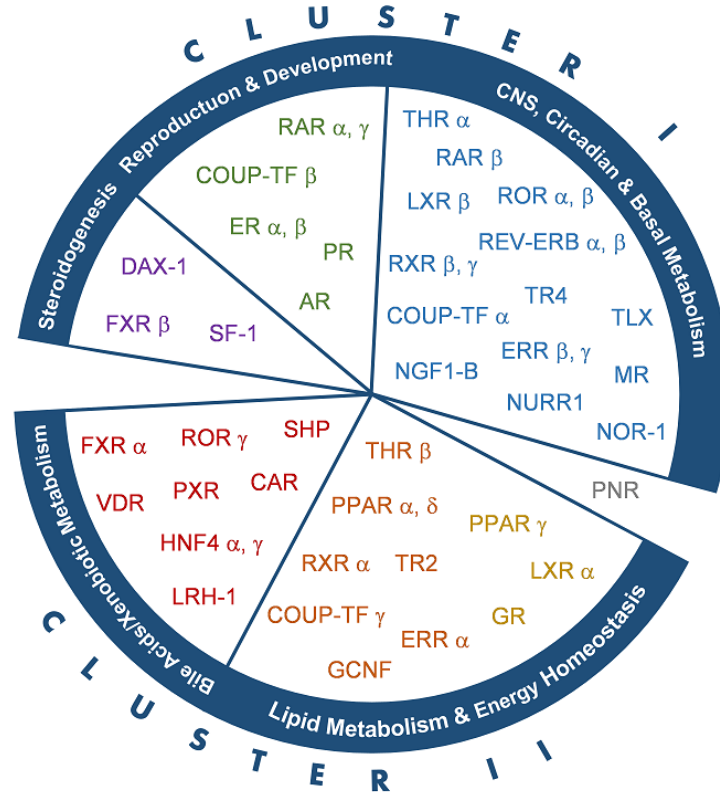 CLUSTER I
Steroidogenesis
Reproductuon & Development
CNS, Circadian & Basal Metabolism
DAX-1
FXR β
SF-1
RAR α, γ
COUP-TF β
ER α, β
PR
AR
THR α
RAR β
LXR β
ROR α, β
REV-ERB α, β
RXR β, γ
TR4
COUP-TF α
TLX
ERR β, γ
NGF1-B
MR
NURR1
NOR-1
PNR
FXR α
ROR γ
SHP
VDR
PXR
CAR
HNF4 α, γ
LRH-1
THR β
PPAR α, δ
PPAR γ
RXR α
TR2
LXR α
COUP-TF γ
GR
ERR α
GCNF
Bile Acids/Xenobiotic Metabolism
Lipid Metabolism & Energy Homeostasis
CLUSTER II